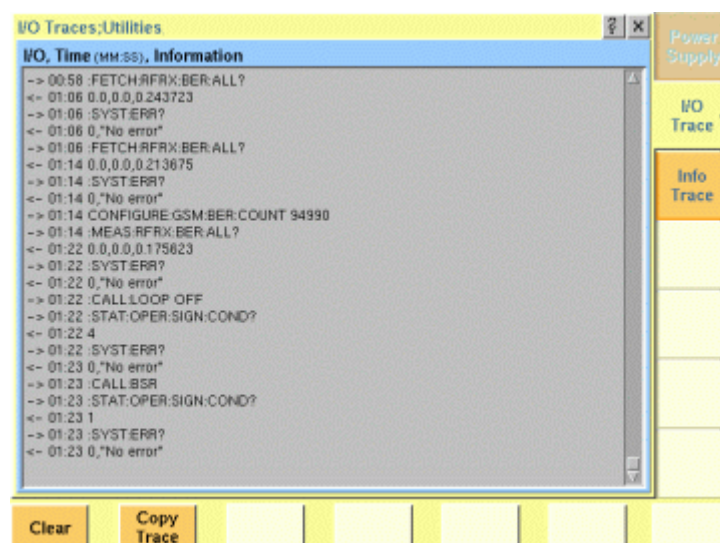 I/O Traces;Utilities
? x
I/O, Time (MM:SS), Information
-> 00:58 :FETCH:RFRX:BER:ALL?
<- 01:06 0.0,0.0,0.243723
-> 01:06 :SYST:ERR?
<- 01:06 0,"No error"
-> 01:06 :FETCH:RFRX:BER:ALL?
<- 01:14 0.0,0.0,0.213675
-> 01:14 :SYST:ERR?
<- 01:14 0,"No error"
-> 01:14 CONFIGURE:GSM:BER:COUNT 94990
-> 01:14 :MEAS:RFRX:BER:ALL?
<- 01:22 0.0,0.0,0.175623
-> 01:22 :SYST:ERR?
<- 01:22 0,"No error"
-> 01:22 :CALL:LOOP OFF
-> 01:22 :STAT:OPER:SIGN:COND?
<- 01:22 4
-> 01:22 :SYST:ERR?
<- 01:23 0,"No error"
-> 01:23 :CALL:BSR
-> 01:23 :STAT:OPER:SIGN:COND?
<- 01:23 1
-> 01:23 :SYST:ERR?
<- 01:23 0,"No error"
Power
Supply
I/O
Trace
Info
Trace
Clear
Copy
Trace